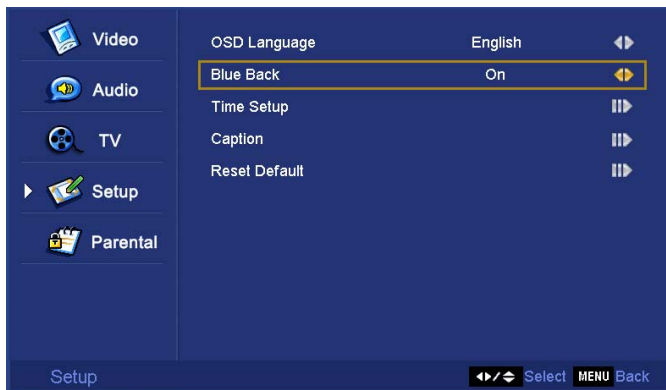 Video
Audio
TV
Setup
Parental
OSD Language English
Blue Back On
Time Setup
Caption
Reset Default
Setup
Select MENU Back